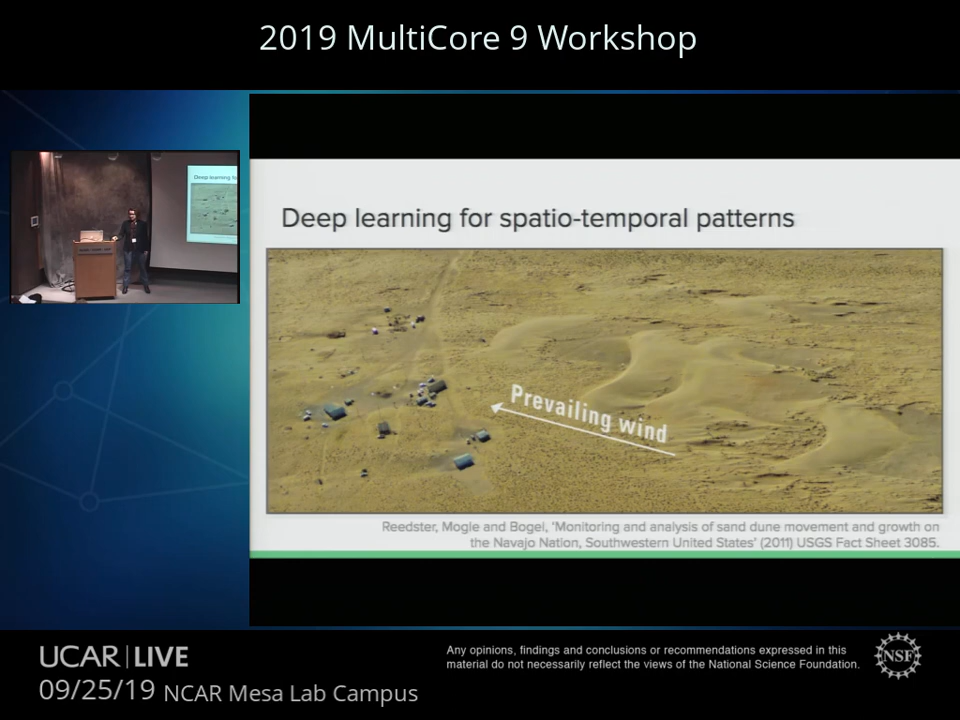 2019 MultiCore 9 Workshop
Deep learning for
Deep learning for spatio-temporal patterns
Prevailing wind
Reedster, Mogle and Bogel, 'Monitoring and analysis of sand dune movement and growth on
the Navajo Nation, Southwestern United States' (2011) USGS Fact Sheet 3085.
UCAR | LIVE
09/25/19 NCAR Mesa Lab Campus
Any opinions, findings and conclusions or recommendations expressed in this
material do not necessarily reflect the views of the National Science Foundation.
NSF